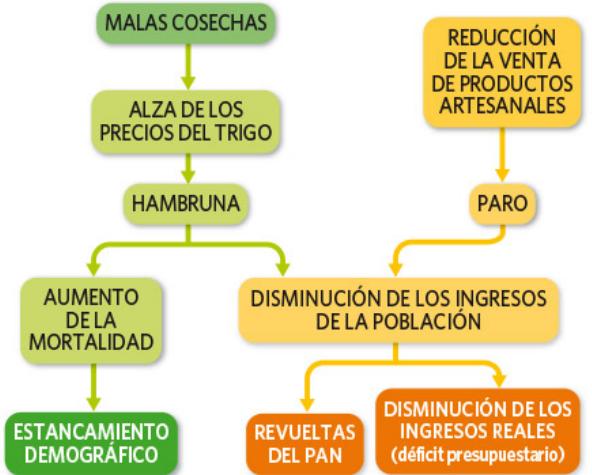 MALAS COSECHAS
ALZA DE LOS
PRECIOS DEL TRIGO
HAMBRUNA
AUMENTO
DE LA
MORTALIDAD
ESTANCAMIENTO
DEMOGRÁFICO
REDUCCIÓN
DE LA VENTA
DE PRODUCTOS
ARTESANALES
PARO
DISMINUCIÓN DE LOS INGRESOS
DE LA POBLACIÓN
REVUELTAS
DEL PAN
DISMINUCIÓN DE LOS
INGRESOS REALES
(déficit presupuestario)